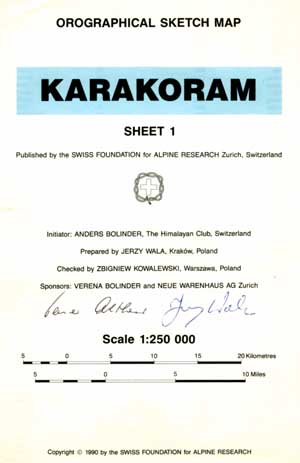 OROGRAPHICAL SKETCH MAP
KARAKORAM
SHEET 1
Published by the SWISS FOUNDATION for ALPINE RESEARCH Zurich, Switzerland
Initiator: ANDERS BOLINDER, The Himalayan Club, Switzerland
Prepared by JERZY WALA, Kraków, Poland
Checked by ZBIGNIEW KOWALEWSKI, Warszawa, Poland
Sponsors: VERENA BOLINDER and NEUE WARENHAUS AG Zurich
Jerzy Wala
Scale 1:250 000
5 0 5 10 15 20 Kilometres
5 0 5 10 Miles
Copyright © 1990 by the SWISS FOUNDATION for ALPINE RESEARCH